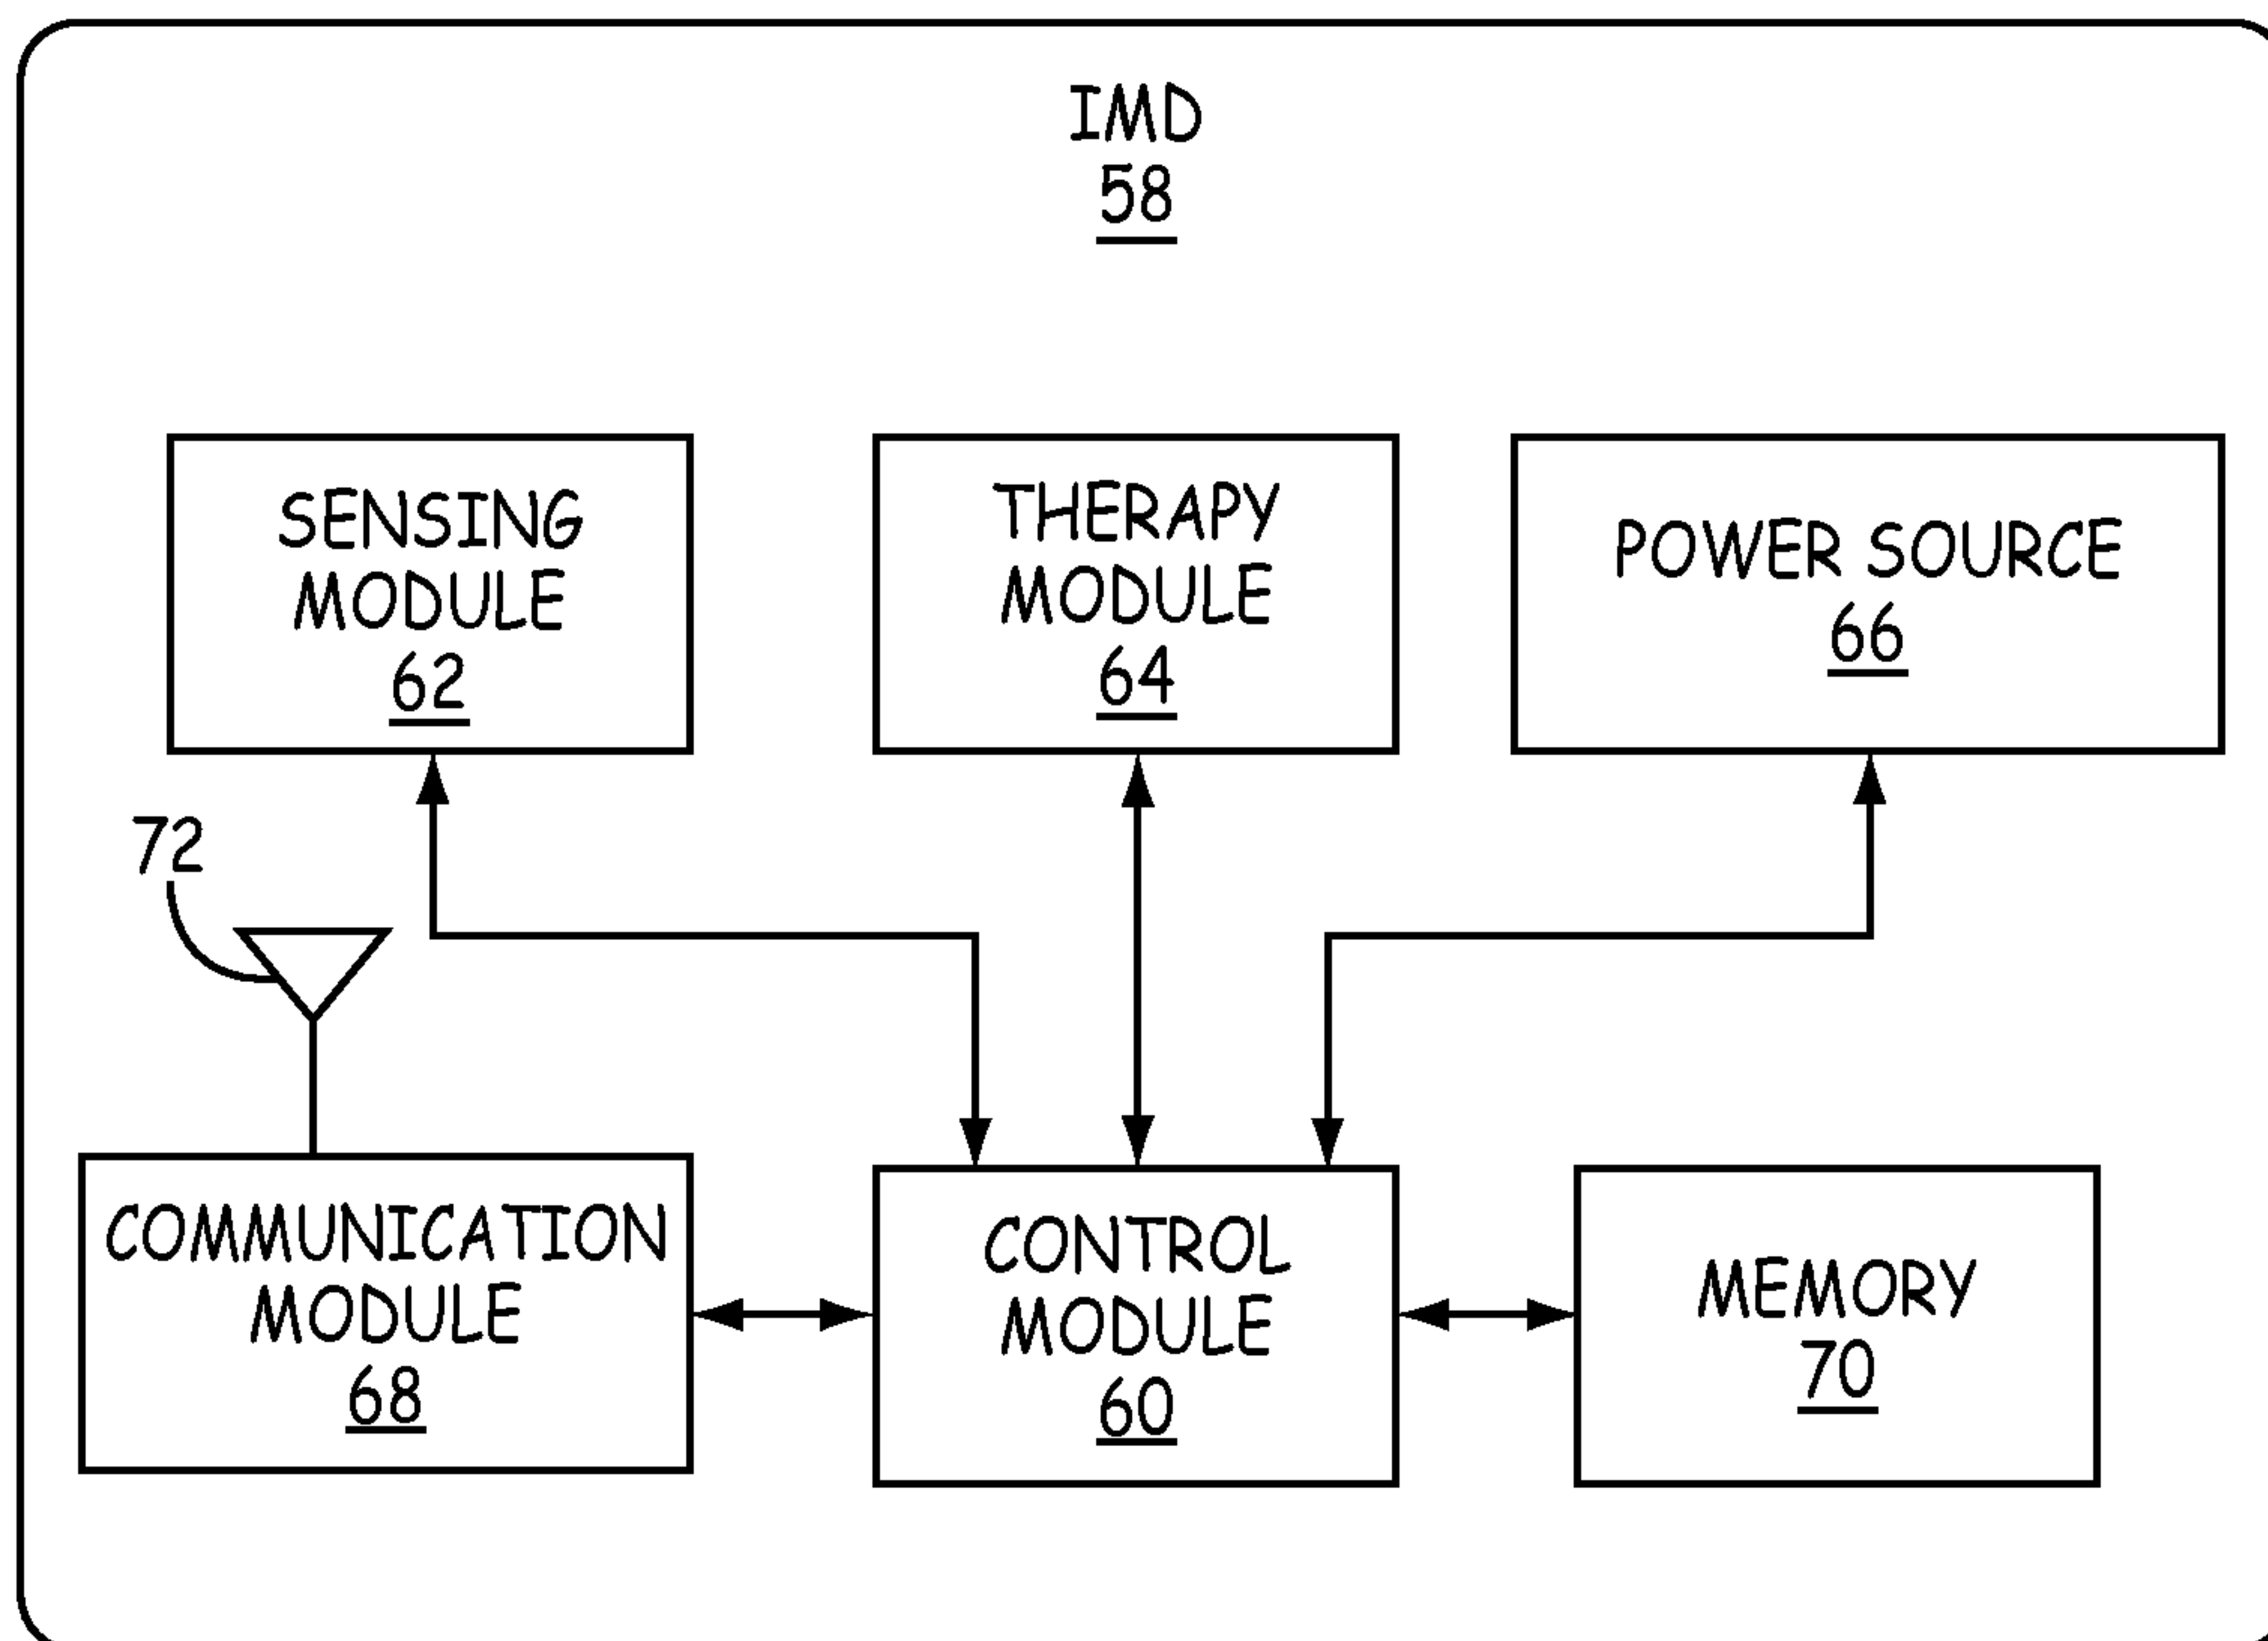 IMD
58
SENSING
MODULE
62
THERAPY
MODULE
64
POWER SOURCE
66
72
COMMUNICATION
MODULE
68
CONTROL
MODULE
60
MEMORY
70